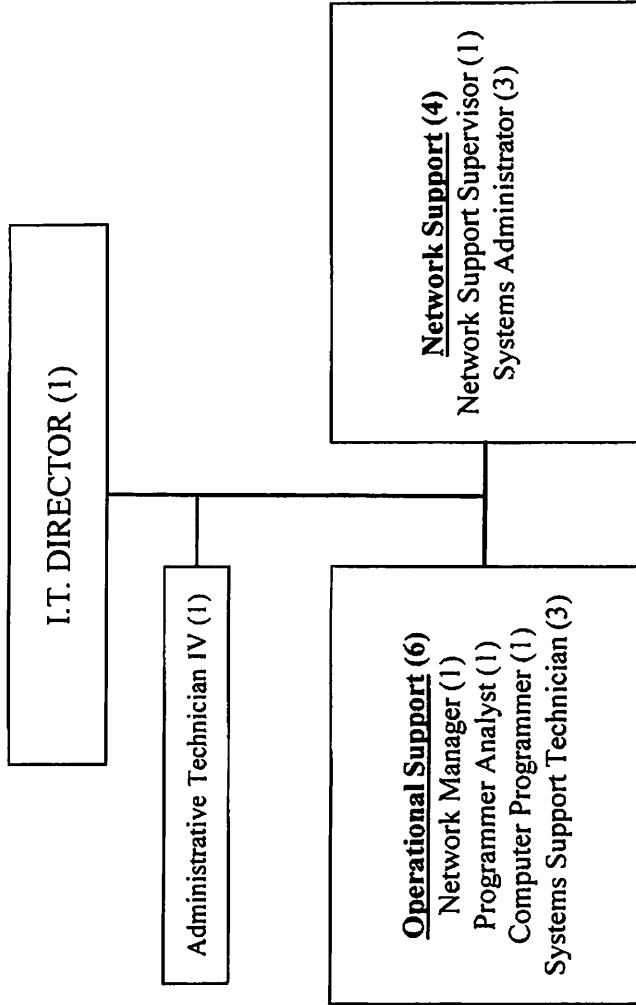 I.T. DIRECTOR (1)
Administrative Technician IV (1)
Operational Support (6)
Network Manager (1)
Programmer Analyst (1)
Computer Programmer (1)
Systems Support Technician (3)
Network Support (4)
Network Support Supervisor (1)
Systems Administrator (3)